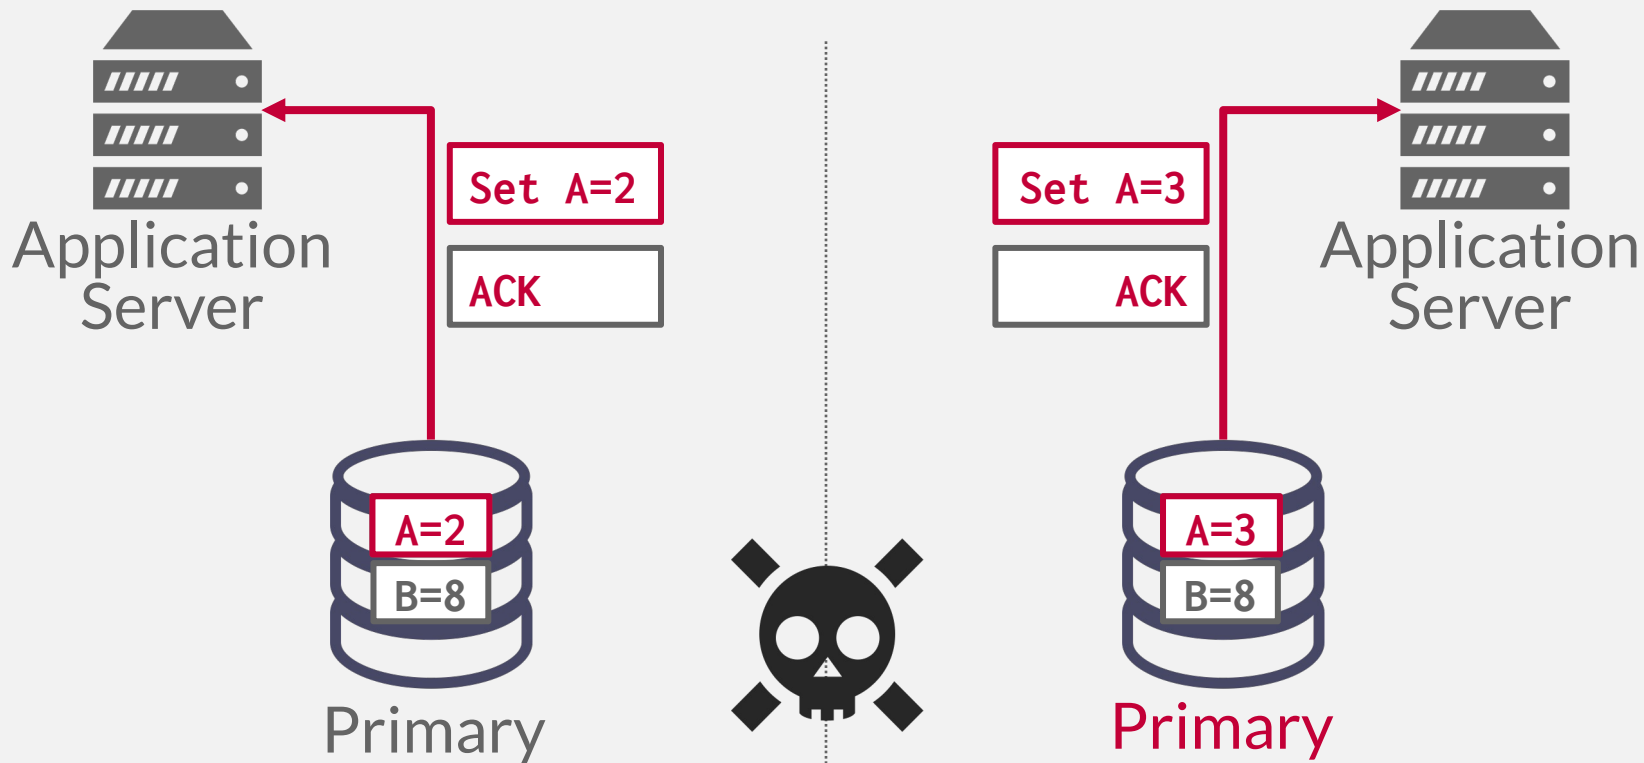 Application
Server
Set A=2
ACK
A=2
B=8
Primary
Set A=3
ACK
Application
Server
A=3
B=8
Primary